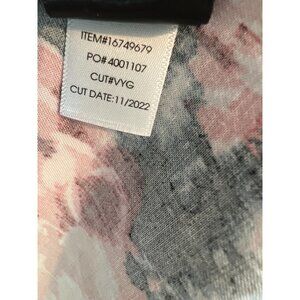 ITEM#16749679
PO#4001107
CUT#VYG
CUT DATE:11/2022